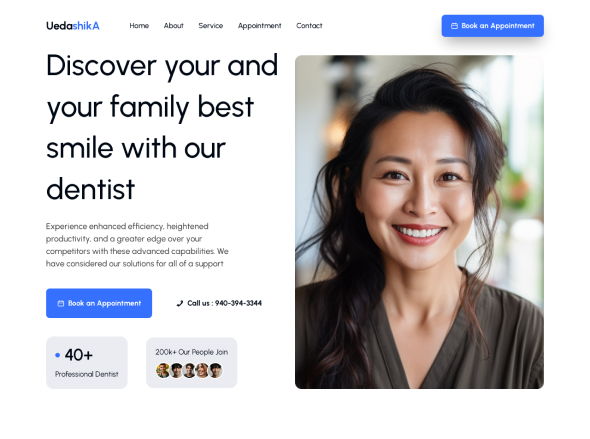 UedashikA
Home About Service Appointment Contact
Book an Appointment
Discover your and
your family best
smile with our
dentist
Experience enhanced efficiency, heightened
productivity, and a greater edge over your
competitors with these advanced capabilities. We
have considered our solutions for all of a support
Book an Appointment
Call us : 940-394-3344
40+
Professional Dentist
200k+ Our People Join